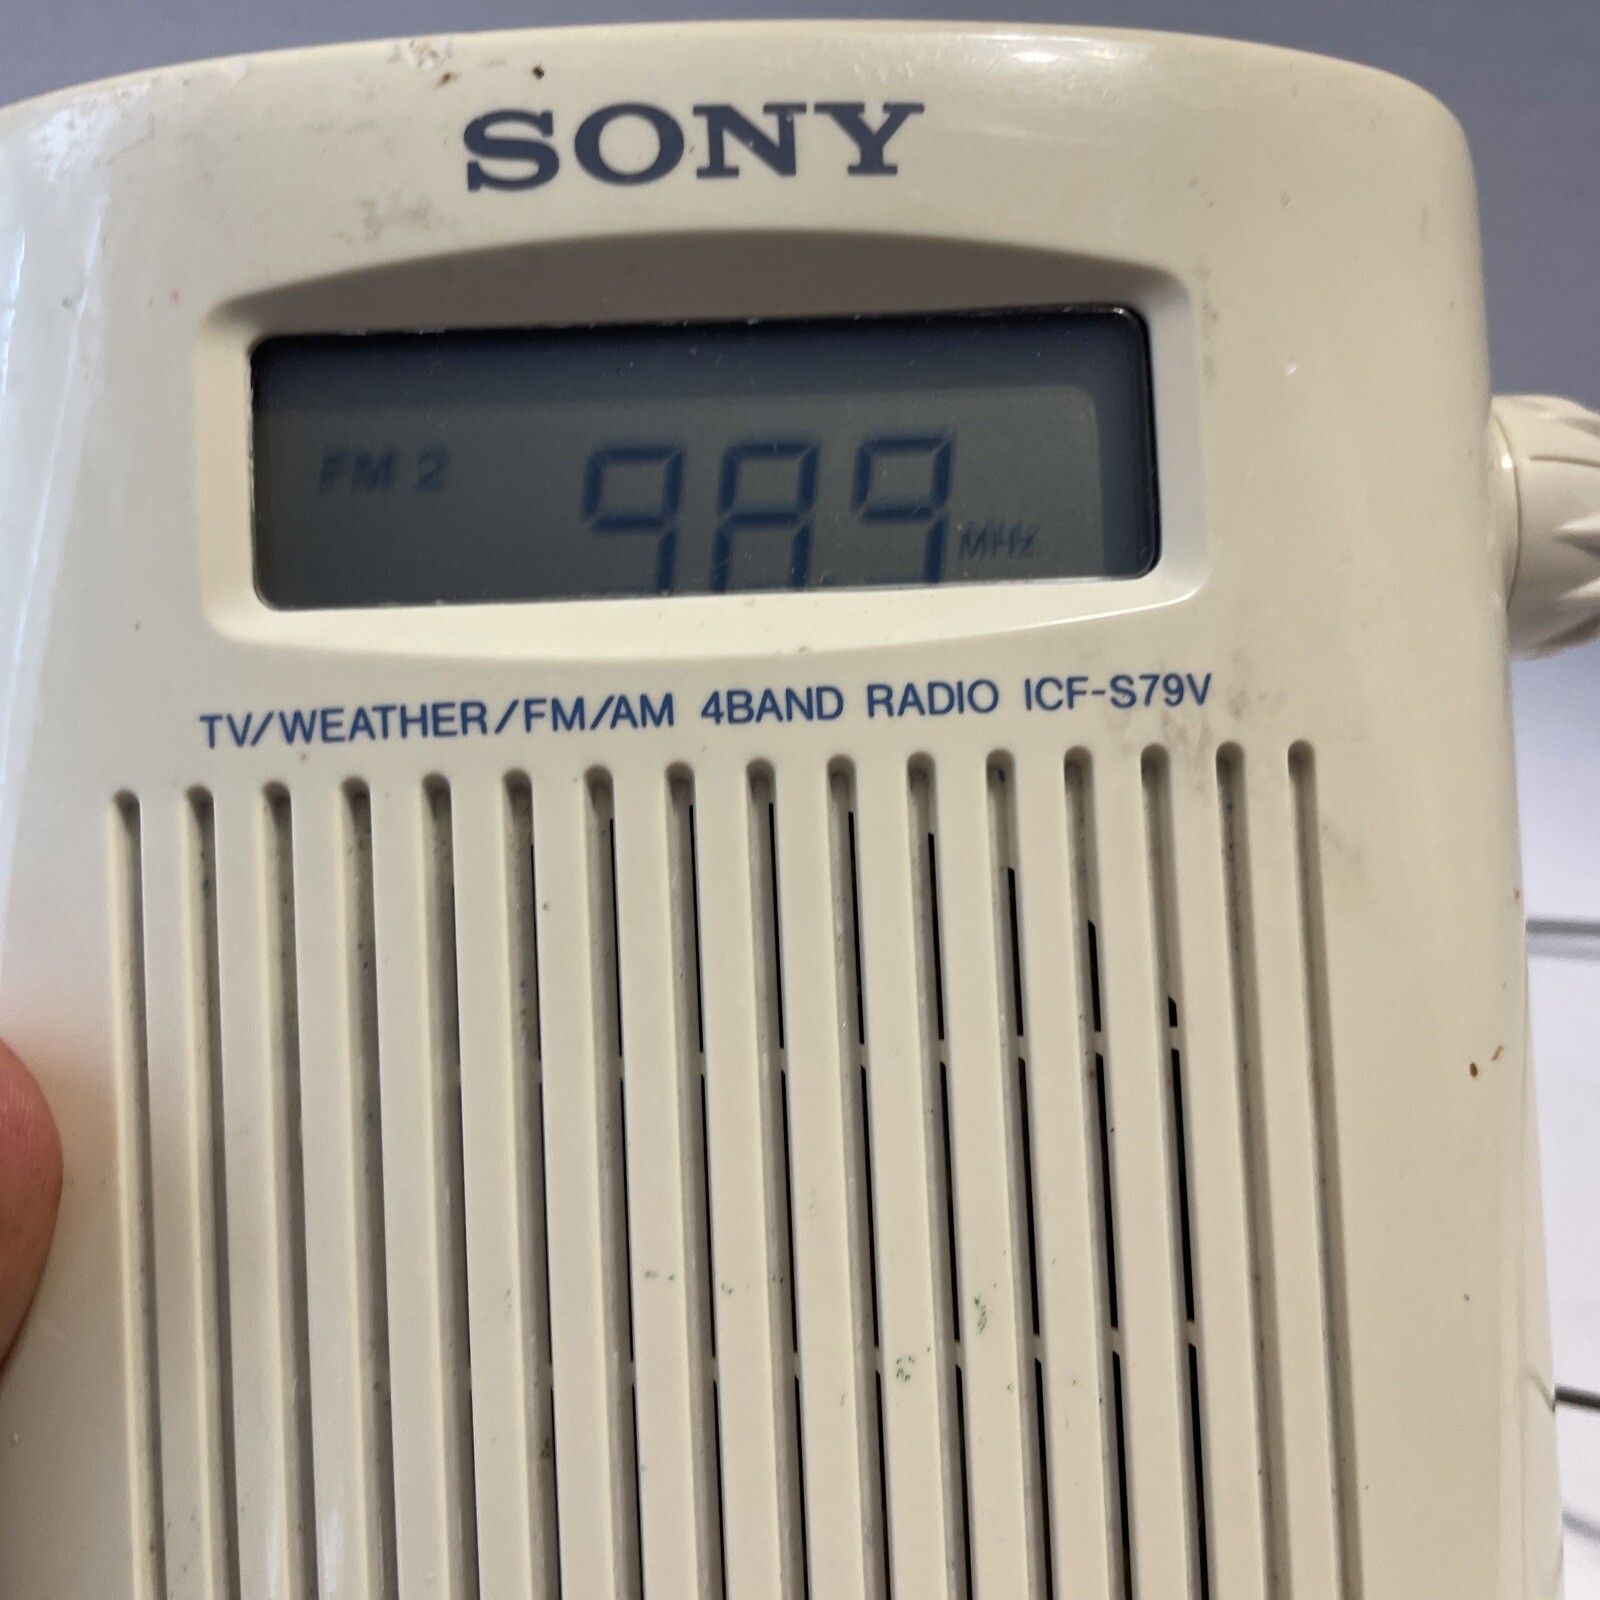 SONY
FM 2 98.9 MHz
TV/WEATHER/FM/AM 4BAND RADIO ICF-S79V